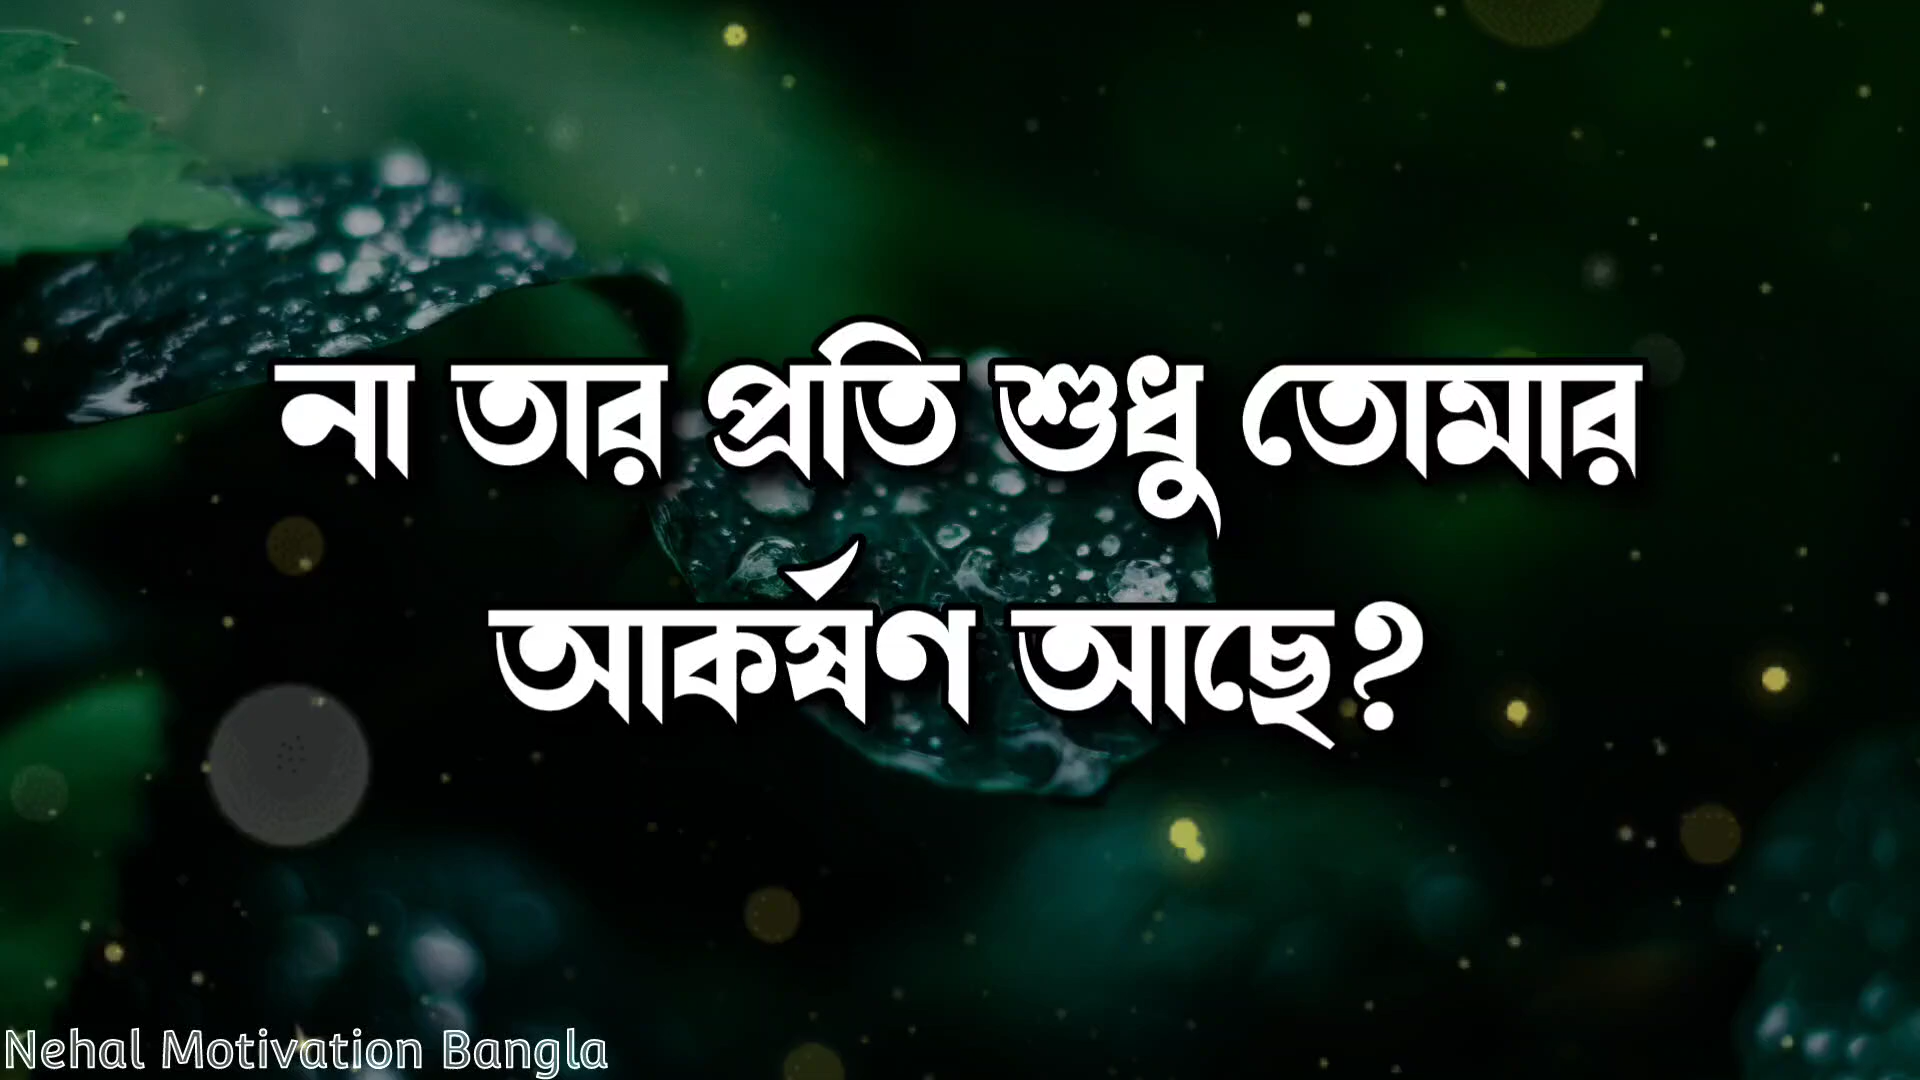 না তার প্রতি শুধু তোমার
আকর্ষণ আছে?
Nehal Motivation Bangla